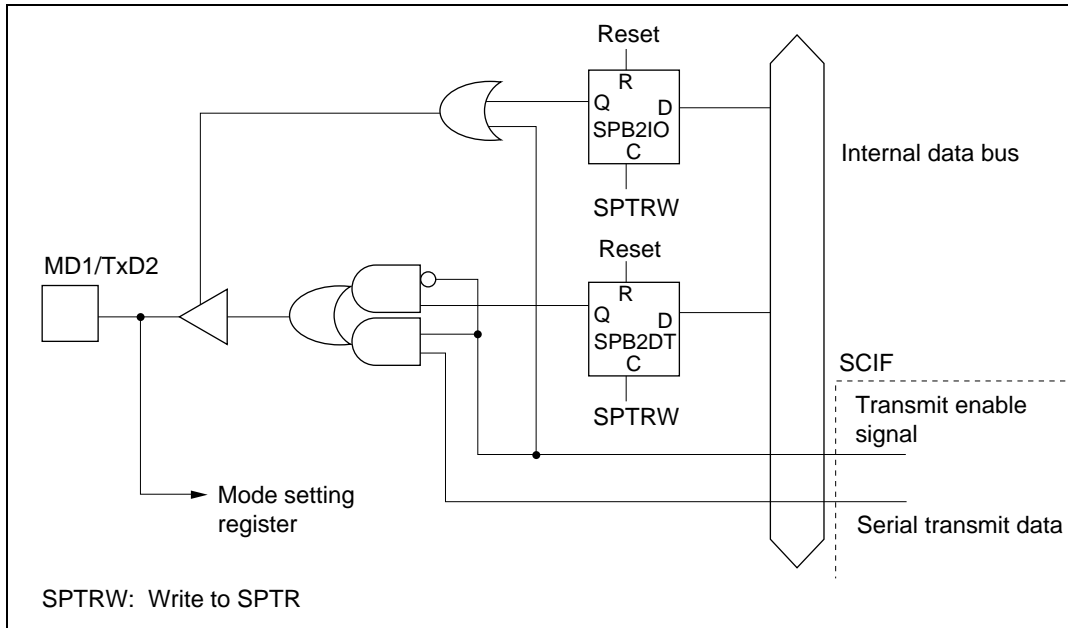 Reset
R
Q
D
SPB2IO
C
SPTRW
Internal data bus
Reset
MD1/TxD2
R
Q
D
SPB2DT
C
SPTRW
SCIF
Transmit enable
signal
Mode setting
register
Serial transmit data
SPTRW: Write to SPTR